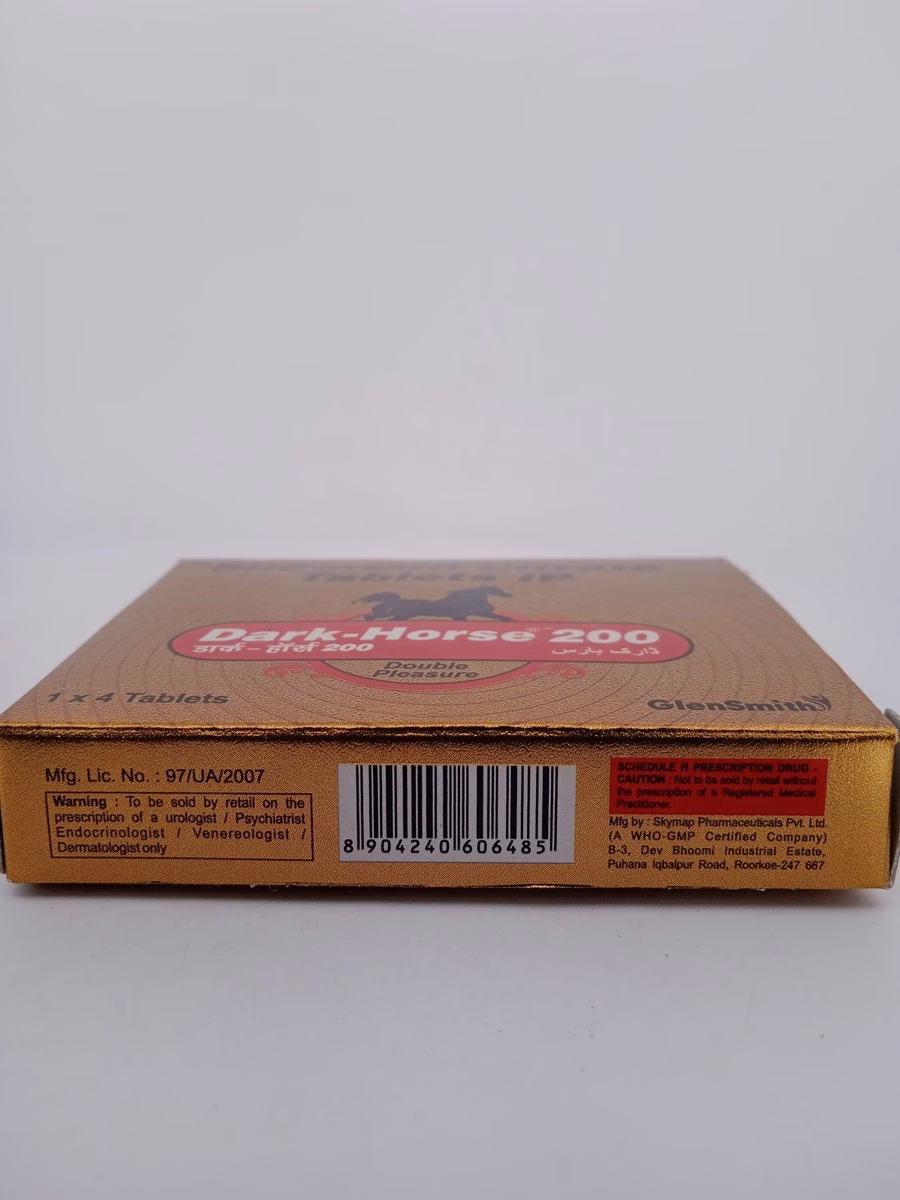 Tablets IP
Dark-Horse® 200
डार्क - हॉर्स 200 ڈارک ہارس
Double
Pleasure
1 x 4 Tablets
GlenSmith
Mfg. Lic. No. : 97/UA/2007
Warning : To be sold by retail on the
prescription of a urologist / Psychiatrist
Endocrinologist / Venereologist /
Dermatologist only
8 904240 606485
SCHEDULE H PRESCRIPTION DRUG -
CAUTION : Not to be sold by retail without
the prescription of a Registered Medical
Practitioner.
Mfg by : Skymap Pharmaceuticals Pvt. Ltd.
(A WHO-GMP Certified Company)
B-3, Dev Bhoomi Industrial Estate,
Puhana Iqbalpur Road, Roorkee-247 667